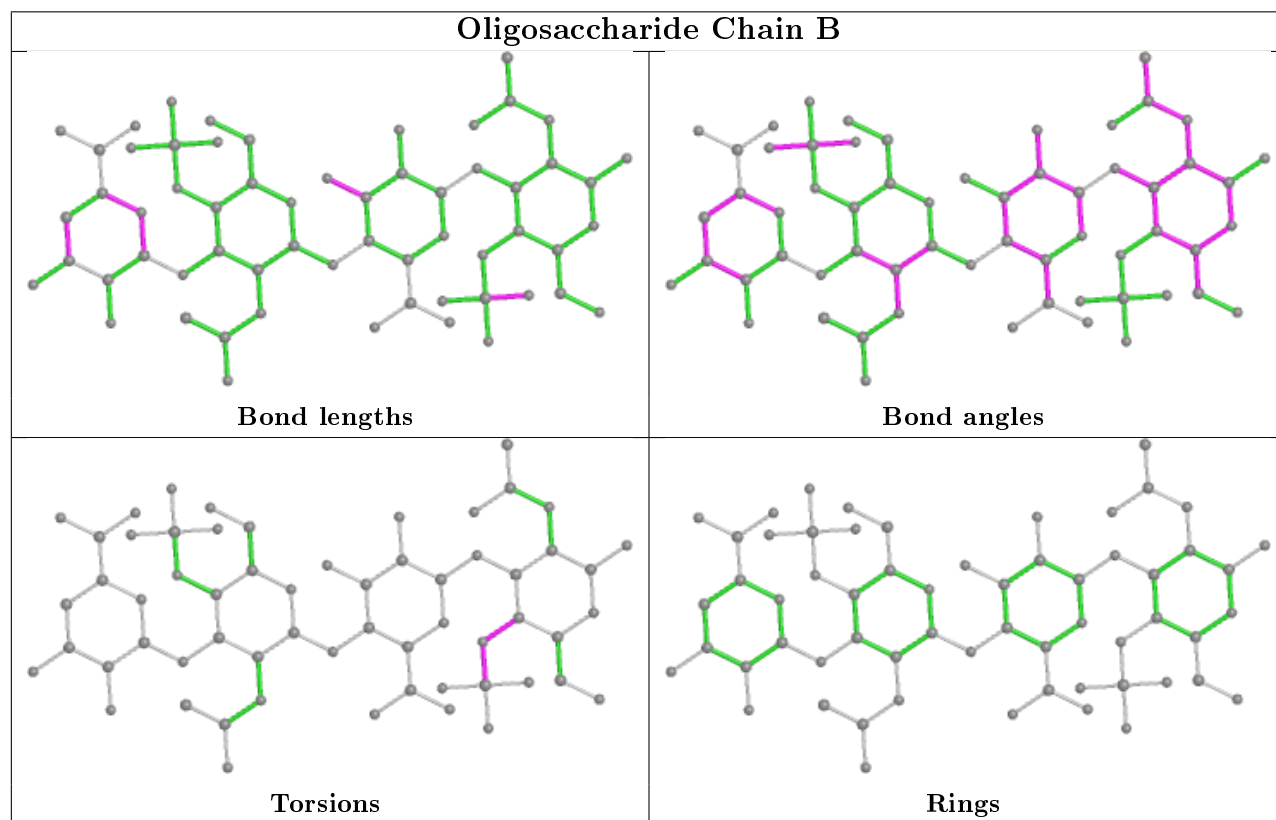 Oligosaccharide Chain B
Bond lengths
Bond angles
Torsions
Rings